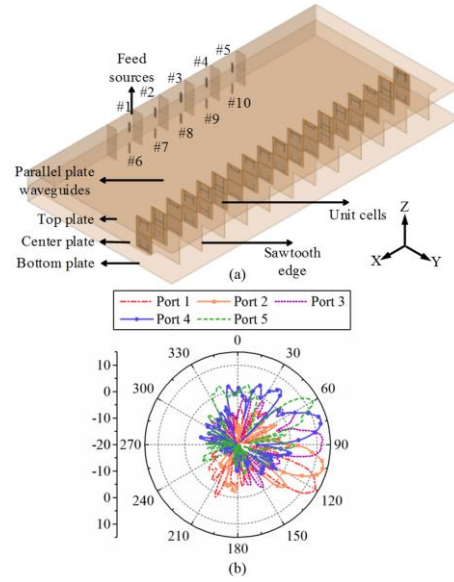 #5
#4
Feed
sources
#3
#2
#1
#10
#9
#8
#7
#6
Parallel plate
waveguides
Top plate
Unit cells
Z
Center plate
Sawtooth
edge
Bottom plate
X
Y
(a)
Port 1 Port 2 Port 3
Port 4 Port 5
0
330 30
15
10
300 60
0
-10
-20 270 90
-10
0
240 120
10
15
210 150
180
(b)